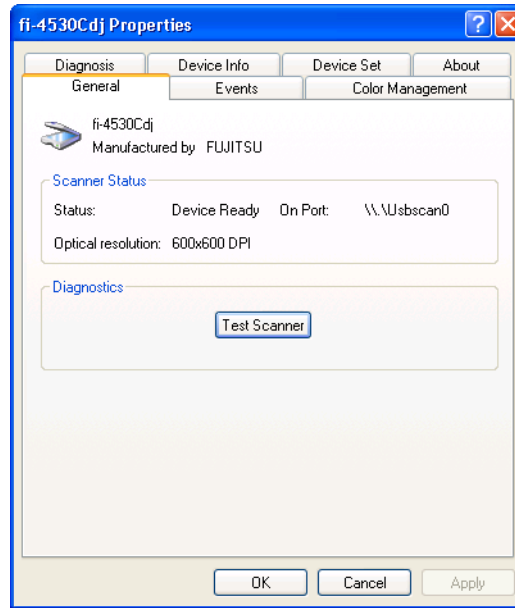 fi-4530Cdj Properties
Diagnosis Device Info Device Set About
General Events Color Management
fi-4530Cdj
Manufactured by FUJITSU
Scanner Status
Status: Device Ready On Port: \\.\Usbscan0
Optical resolution: 600x600 DPI
Diagnostics
Test Scanner
OK Cancel Apply